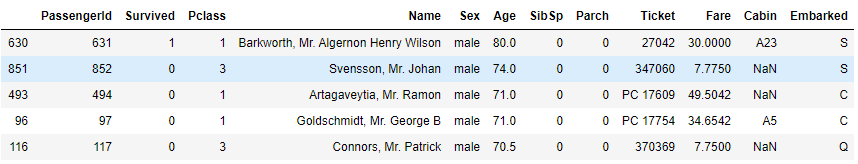 PassengerId Survived Pclass Name Sex Age SibSp Parch Ticket Fare Cabin Embarked
630 631 1 1 Barkworth, Mr. Algernon Henry Wilson male 80.0 0 0 27042 30.0000 A23 S
851 852 0 3 Svensson, Mr. Johan male 74.0 0 0 347060 7.7750 NaN S
493 494 0 1 Artagaveytia, Mr. Ramon male 71.0 0 0 PC 17609 49.5042 NaN C
96 97 0 1 Goldschmidt, Mr. George B male 71.0 0 0 PC 17754 34.6542 A5 C
116 117 0 3 Connors, Mr. Patrick male 70.5 0 0 370369 7.7500 NaN Q